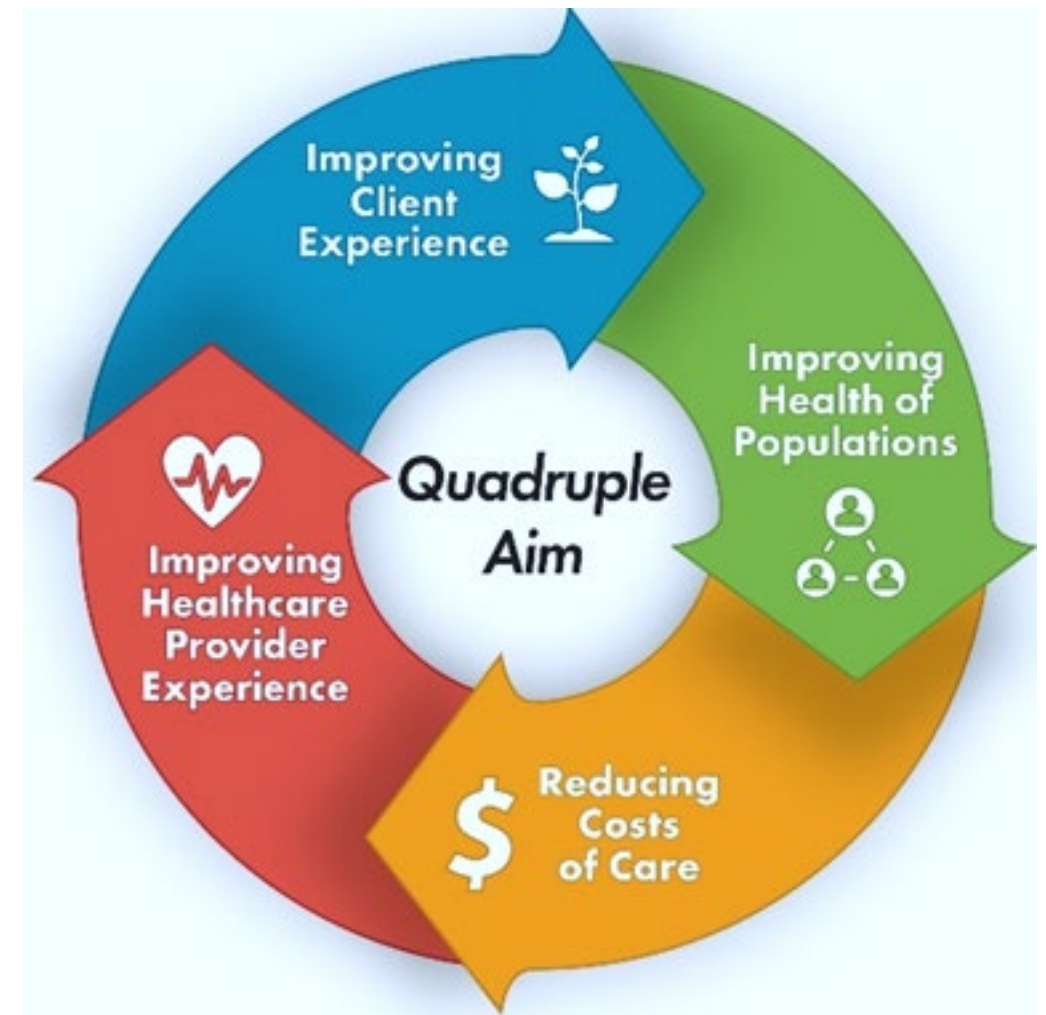 Improving
Client
Experience
Improving
Health of
Populations
Quadruple
Aim
Improving
Healthcare
Provider
Experience
$
Reducing
Costs
of Care